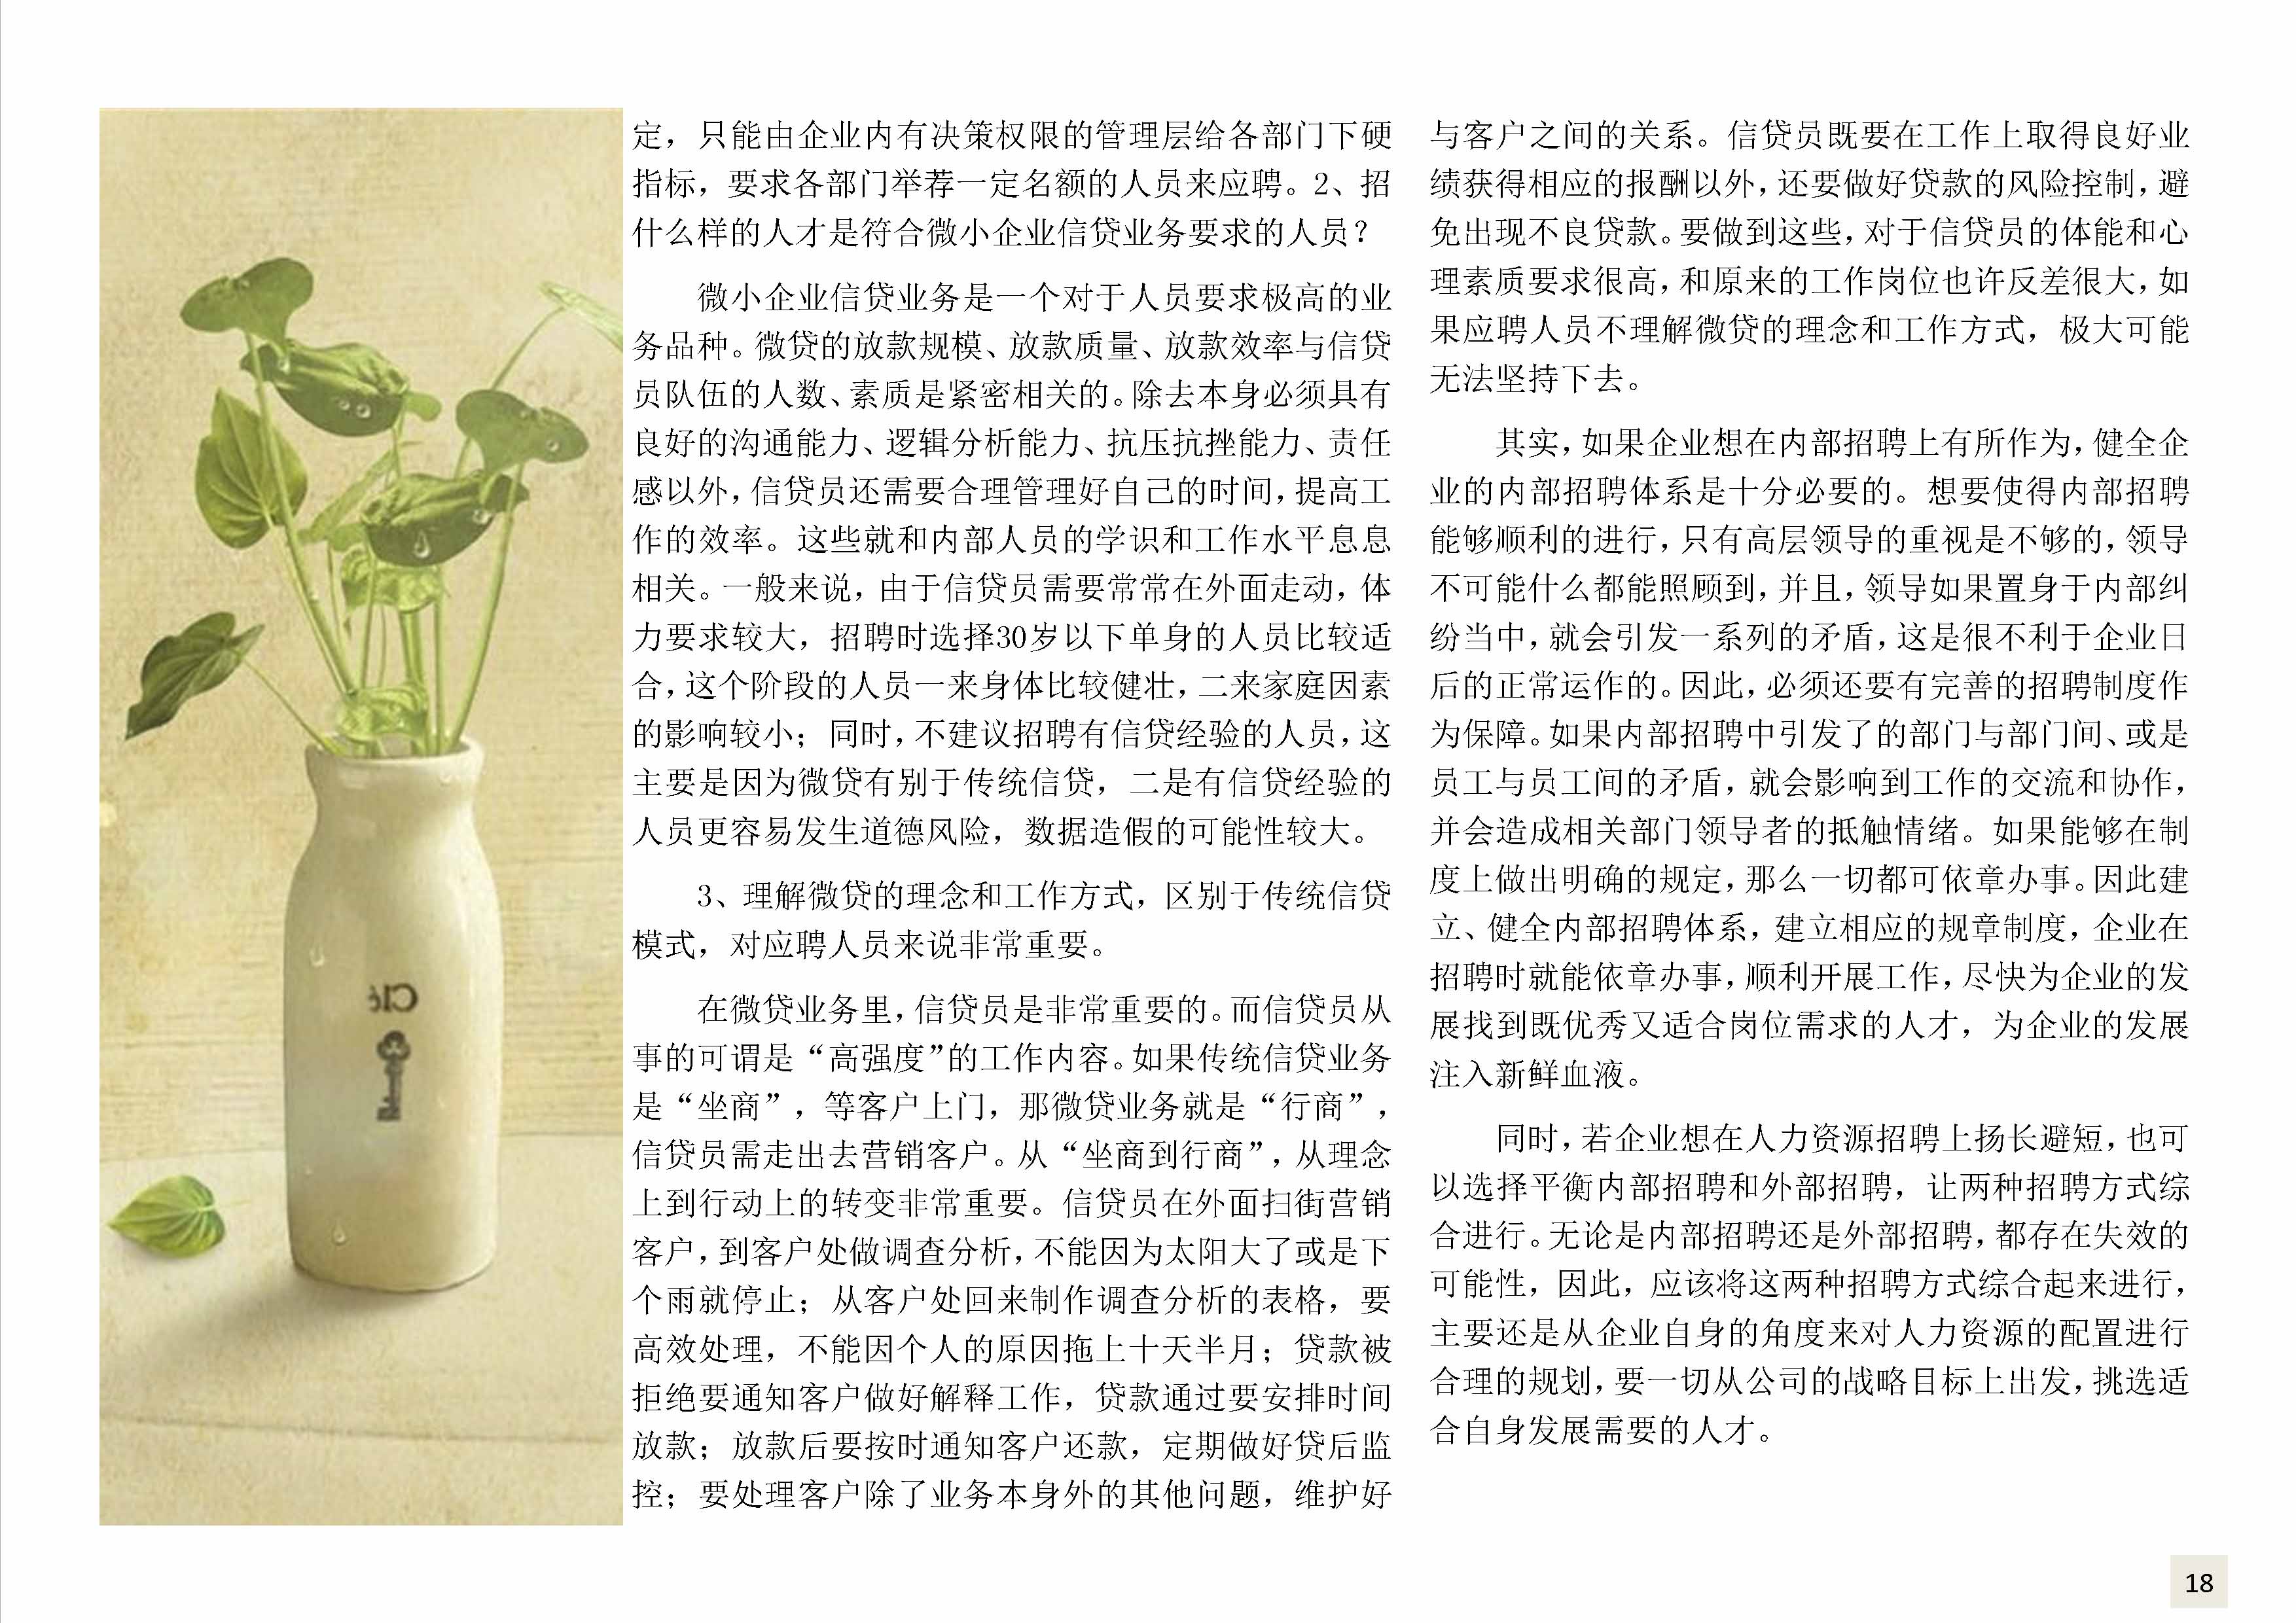 Clé
定，只能由企业内有决策权限的管理层给各部门下硬
指标，要求各部门举荐一定名额的人员来应聘。2、招
什么样的人才是符合微小企业信贷业务要求的人员？
微小企业信贷业务是一个对于人员要求极高的业
务品种。微贷的放款规模、放款质量、放款效率与信贷
员队伍的人数、素质是紧密相关的。除去本身必须具有
良好的沟通能力、逻辑分析能力、抗压抗挫能力、责任
感以外，信贷员还需要合理管理好自己的时间，提高工
作的效率。这些就和内部人员的学识和工作水平息息
相关。一般来说，由于信贷员需要常常在外面走动，体
力要求较大，招聘时选择30岁以下单身的人员比较适
合，这个阶段的人员一来身体比较健壮，二来家庭因素
的影响较小；同时，不建议招聘有信贷经验的人员，这
主要是因为微贷有别于传统信贷，二是有信贷经验的
人员更容易发生道德风险，数据造假的可能性较大。
3、理解微贷的理念和工作方式，区别于传统信贷
模式，对应聘人员来说非常重要。
在微贷业务里，信贷员是非常重要的。而信贷员从
事的可谓是“高强度”的工作内容。如果传统信贷业务
是“坐商”，等客户上门，那微贷业务就是“行商”，
信贷员需走出去营销客户。从“坐商到行商”，从理念
上到行动上的转变非常重要。信贷员在外面扫街营销
客户，到客户处做调查分析，不能因为太阳大了或是下
个雨就停止；从客户处回来制作调查分析的表格，要
高效处理，不能因个人的原因拖上十天半月；贷款被
拒绝要通知客户做好解释工作，贷款通过要安排时间
放款；放款后要按时通知客户还款，定期做好贷后监
控；要处理客户除了业务本身外的其他问题，维护好
与客户之间的关系。信贷员既要在工作上取得良好业
绩获得相应的报酬以外，还要做好贷款的风险控制，避
免出现不良贷款。要做到这些，对于信贷员的体能和心
理素质要求很高，和原来的工作岗位也许反差很大，如
果应聘人员不理解微贷的理念和工作方式，极大可能
无法坚持下去。
其实，如果企业想在内部招聘上有所作为，健全企
业的内部招聘体系是十分必要的。想要使得内部招聘
能够顺利的进行，只有高层领导的重视是不够的，领导
不可能什么都能照顾到，并且，领导如果置身于内部纠
纷当中，就会引发一系列的矛盾，这是很不利于企业日
后的正常运作的。因此，必须还要有完善的招聘制度作
为保障。如果内部招聘中引发了的部门与部门间、或是
员工与员工间的矛盾，就会影响到工作的交流和协作，
并会造成相关部门领导者的抵触情绪。如果能够在制
度上做出明确的规定，那么一切都可依章办事。因此建
立、健全内部招聘体系，建立相应的规章制度，企业在
招聘时就能依章办事，顺利开展工作，尽快为企业的发
展找到既优秀又适合岗位需求的人才，为企业的发展
注入新鲜血液。
同时，若企业想在人力资源招聘上扬长避短，也可
以选择平衡内部招聘和外部招聘，让两种招聘方式综
合进行。无论是内部招聘还是外部招聘，都存在失效的
可能性，因此，应该将这两种招聘方式综合起来进行，
主要还是从企业自身的角度来对人力资源的配置进行
合理的规划，要一切从公司的战略目标上出发，挑选适
合自身发展需要的人才。
18